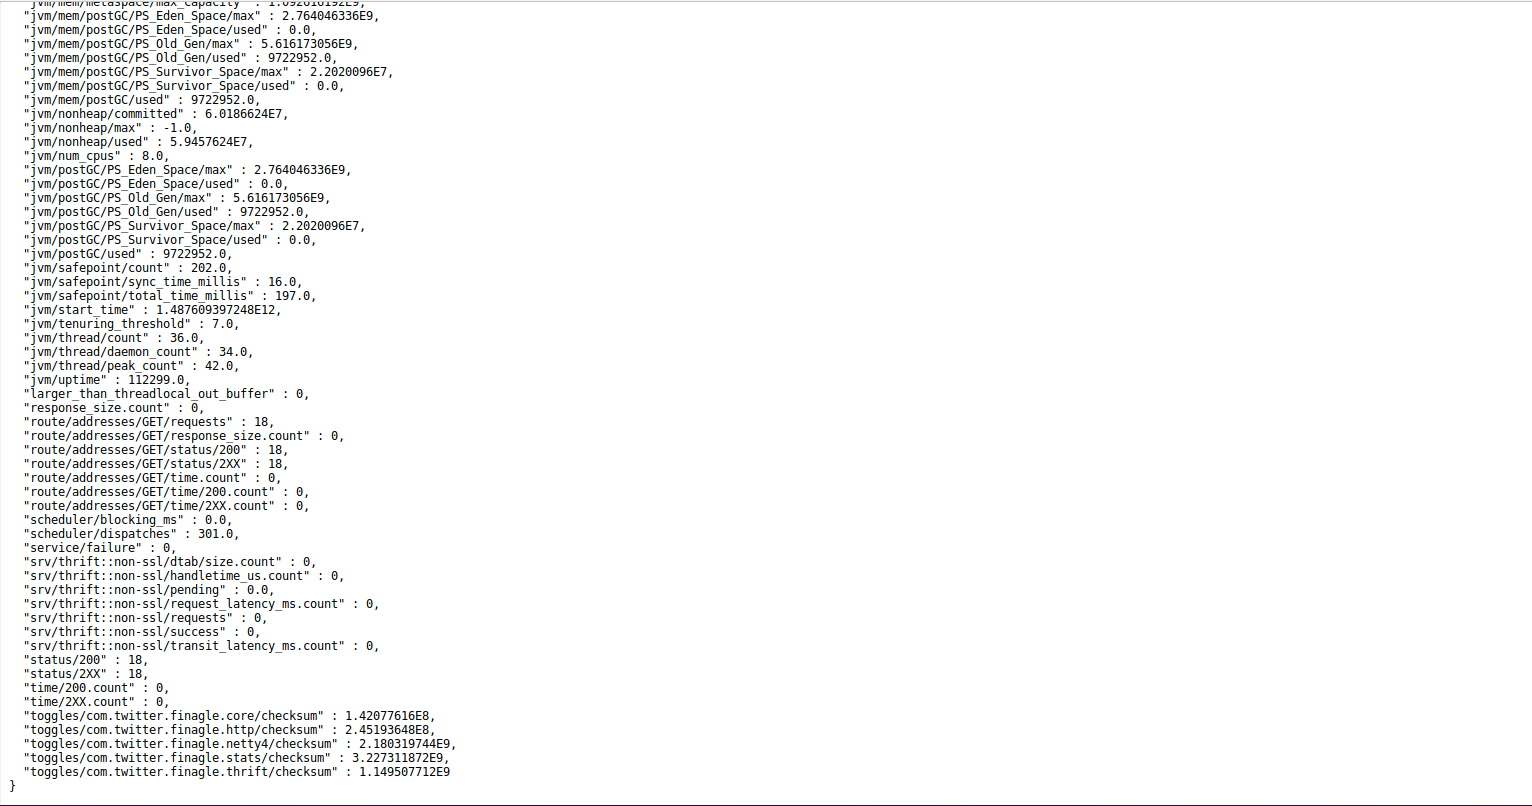 "jvm/mem/metaspace/max_capacity" : 1.092616192E9,
"jvm/mem/postGC/PS_Eden_Space/max" : 2.764046336E9,
"jvm/mem/postGC/PS_Eden_Space/used" : 0.0,
"jvm/mem/postGC/PS_Old_Gen/max" : 5.616173056E9,
"jvm/mem/postGC/PS_Old_Gen/used" : 9722952.0,
"jvm/mem/postGC/PS_Survivor_Space/max" : 2.2020096E7,
"jvm/mem/postGC/PS_Survivor_Space/used" : 0.0,
"jvm/mem/postGC/used" : 9722952.0,
"jvm/nonheap/committed" : 6.0186624E7,
"jvm/nonheap/max" : -1.0,
"jvm/nonheap/used" : 5.9457624E7,
"jvm/num_cpus" : 8.0,
"jvm/postGC/PS_Eden_Space/max" : 2.764046336E9,
"jvm/postGC/PS_Eden_Space/used" : 0.0,
"jvm/postGC/PS_Old_Gen/max" : 5.616173056E9,
"jvm/postGC/PS_Old_Gen/used" : 9722952.0,
"jvm/postGC/PS_Survivor_Space/max" : 2.2020096E7,
"jvm/postGC/PS_Survivor_Space/used" : 0.0,
"jvm/postGC/used" : 9722952.0,
"jvm/safepoint/count" : 202.0,
"jvm/safepoint/sync_time_millis" : 16.0,
"jvm/safepoint/total_time_millis" : 197.0,
"jvm/start_time" : 1.487609397248E12,
"jvm/tenuring_threshold" : 7.0,
"jvm/thread/count" : 36.0,
"jvm/thread/daemon_count" : 34.0,
"jvm/thread/peak_count" : 42.0,
"jvm/uptime" : 112299.0,
"larger_than_threadlocal_out_buffer" : 0,
"response_size.count" : 0,
"route/addresses/GET/requests" : 18,
"route/addresses/GET/response_size.count" : 0,
"route/addresses/GET/status/200" : 18,
"route/addresses/GET/status/2XX" : 18,
"route/addresses/GET/time.count" : 0,
"route/addresses/GET/time/200.count" : 0,
"route/addresses/GET/time/2XX.count" : 0,
"scheduler/blocking_ms" : 0.0,
"scheduler/dispatches" : 301.0,
"service/failure" : 0,
"srv/thrift::non-ssl/dtab/size.count" : 0,
"srv/thrift::non-ssl/handletime_us.count" : 0,
"srv/thrift::non-ssl/pending" : 0.0,
"srv/thrift::non-ssl/request_latency_ms.count" : 0,
"srv/thrift::non-ssl/requests" : 0,
"srv/thrift::non-ssl/success" : 0,
"srv/thrift::non-ssl/transit_latency_ms.count" : 0,
"status/200" : 18,
"status/2XX" : 18,
"time/200.count" : 0,
"time/2XX.count" : 0,
"toggles/com.twitter.finagle.core/checksum" : 1.42077616E8,
"toggles/com.twitter.finagle.http/checksum" : 2.45193648E8,
"toggles/com.twitter.finagle.netty4/checksum" : 2.180319744E9,
"toggles/com.twitter.finagle.stats/checksum" : 3.227311872E9,
"toggles/com.twitter.finagle.thrift/checksum" : 1.149507712E9
}